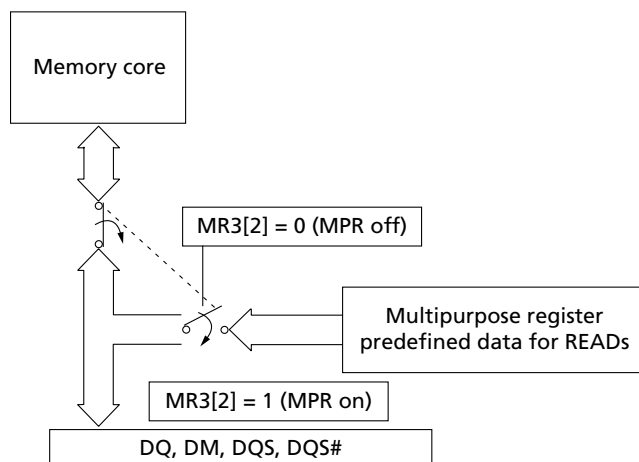 Memory core
MR3[2] = 0 (MPR off)
Multipurpose register
predefined data for READs
MR3[2] = 1 (MPR on)
DQ, DM, DQS, DQS#